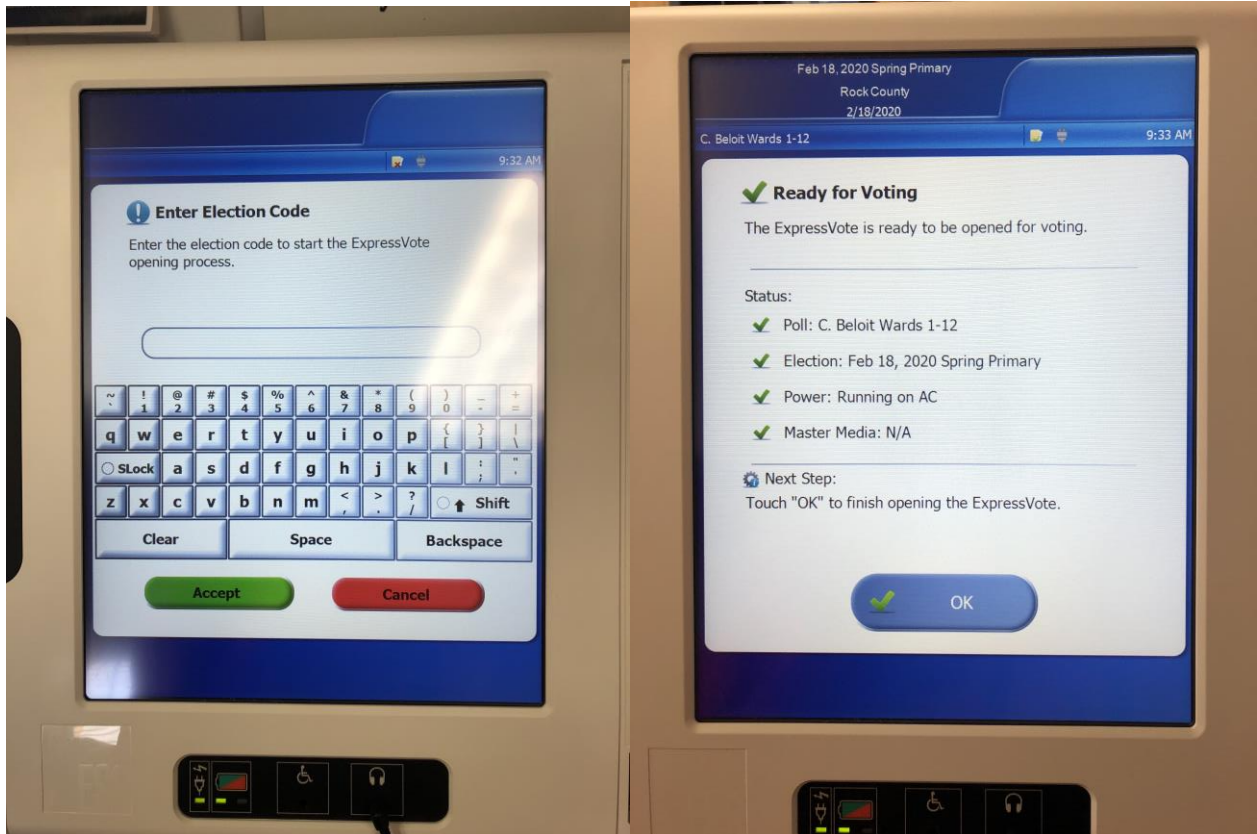 9:32 AM
Enter Election Code
Enter the election code to start the ExpressVote
opening process.
~ ! @ # $ % ^ & * ( ) _ +
` 1 2 3 4 5 6 7 8 9 0 - =
q w e r t y u i o p { } |
[ ] \
SLock a s d f g h j k l : "
; '
z x c v b n m < > ? Shift
, . /
Clear Space Backspace
Accept Cancel
Feb 18, 2020 Spring Primary
Rock County
2/18/2020
C. Beloit Wards 1-12 9:33 AM
Ready for Voting
The ExpressVote is ready to be opened for voting.
Status:
Poll: C. Beloit Wards 1-12
Election: Feb 18, 2020 Spring Primary
Power: Running on AC
Master Media: N/A
Next Step:
Touch "OK" to finish opening the ExpressVote.
OK